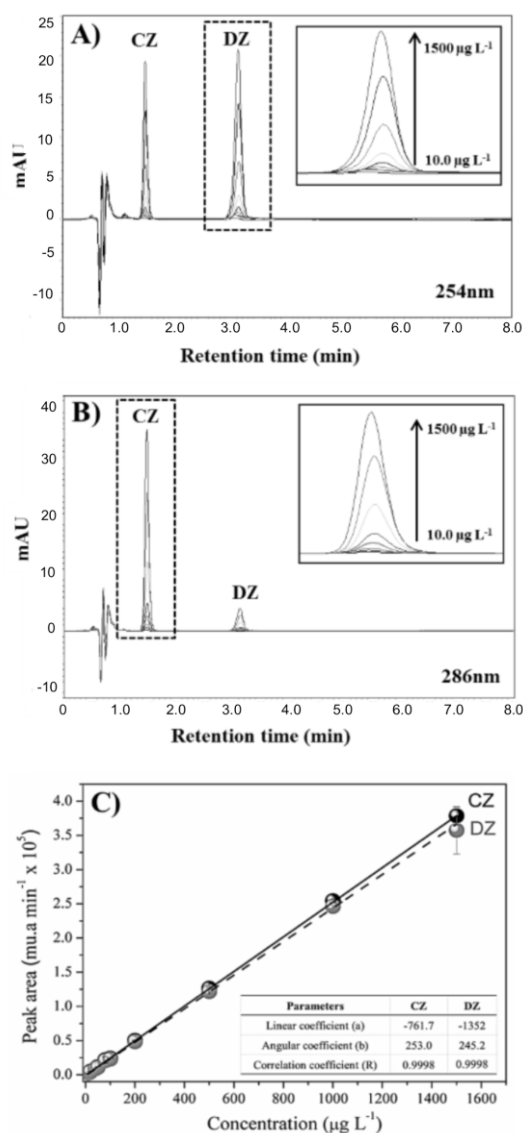 A)
25
20
15
10
5
0
-5
-10
mAU
CZ
DZ
1500 µg L-1
10.0 µg L-1
254nm
0 1.0 2.0 3.0 4.0 5.0 6.0 7.0 8.0
Retention time (min)
B)
40
30
20
10
0
-10
mAU
CZ
DZ
1500 µg L-1
10.0 µg L-1
286nm
0 1.0 2.0 3.0 4.0 5.0 6.0 7.0 8.0
Retention time (min)
C)
4.0
3.5
3.0
2.5
2.0
1.5
1.0
0.5
0.0
Peak area (mu.a min-1 x 105)
CZ
DZ
Parameters CZ DZ
Linear coefficient (a) -761.7 -1352
Angular coefficient (b) 253.0 245.2
Correlation coefficient (R) 0.9998 0.9998
0 200 400 600 800 1000 1200 1400 1600
Concentration (µg L-1)